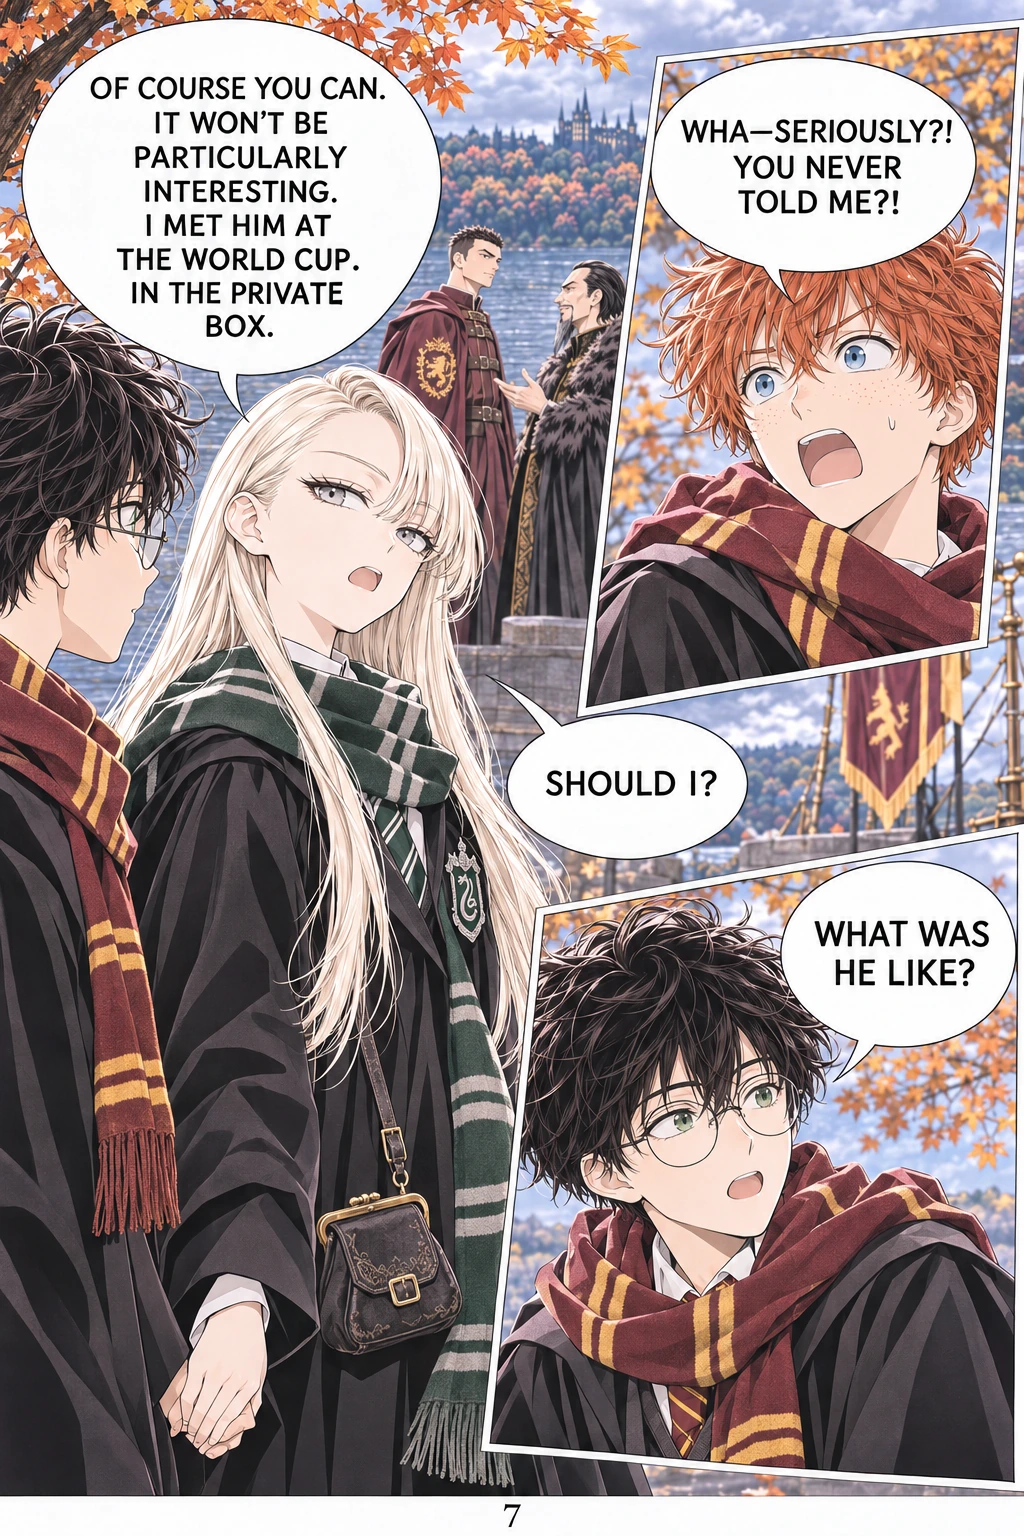 OF COURSE YOU CAN.
IT WON'T BE
PARTICULARLY
INTERESTING.
I MET HIM AT
THE WORLD CUP.
IN THE PRIVATE
BOX.
WHA—SERIOUSLY?!
YOU NEVER
TOLD ME?!
SHOULD I?
WHAT WAS
HE LIKE?
7